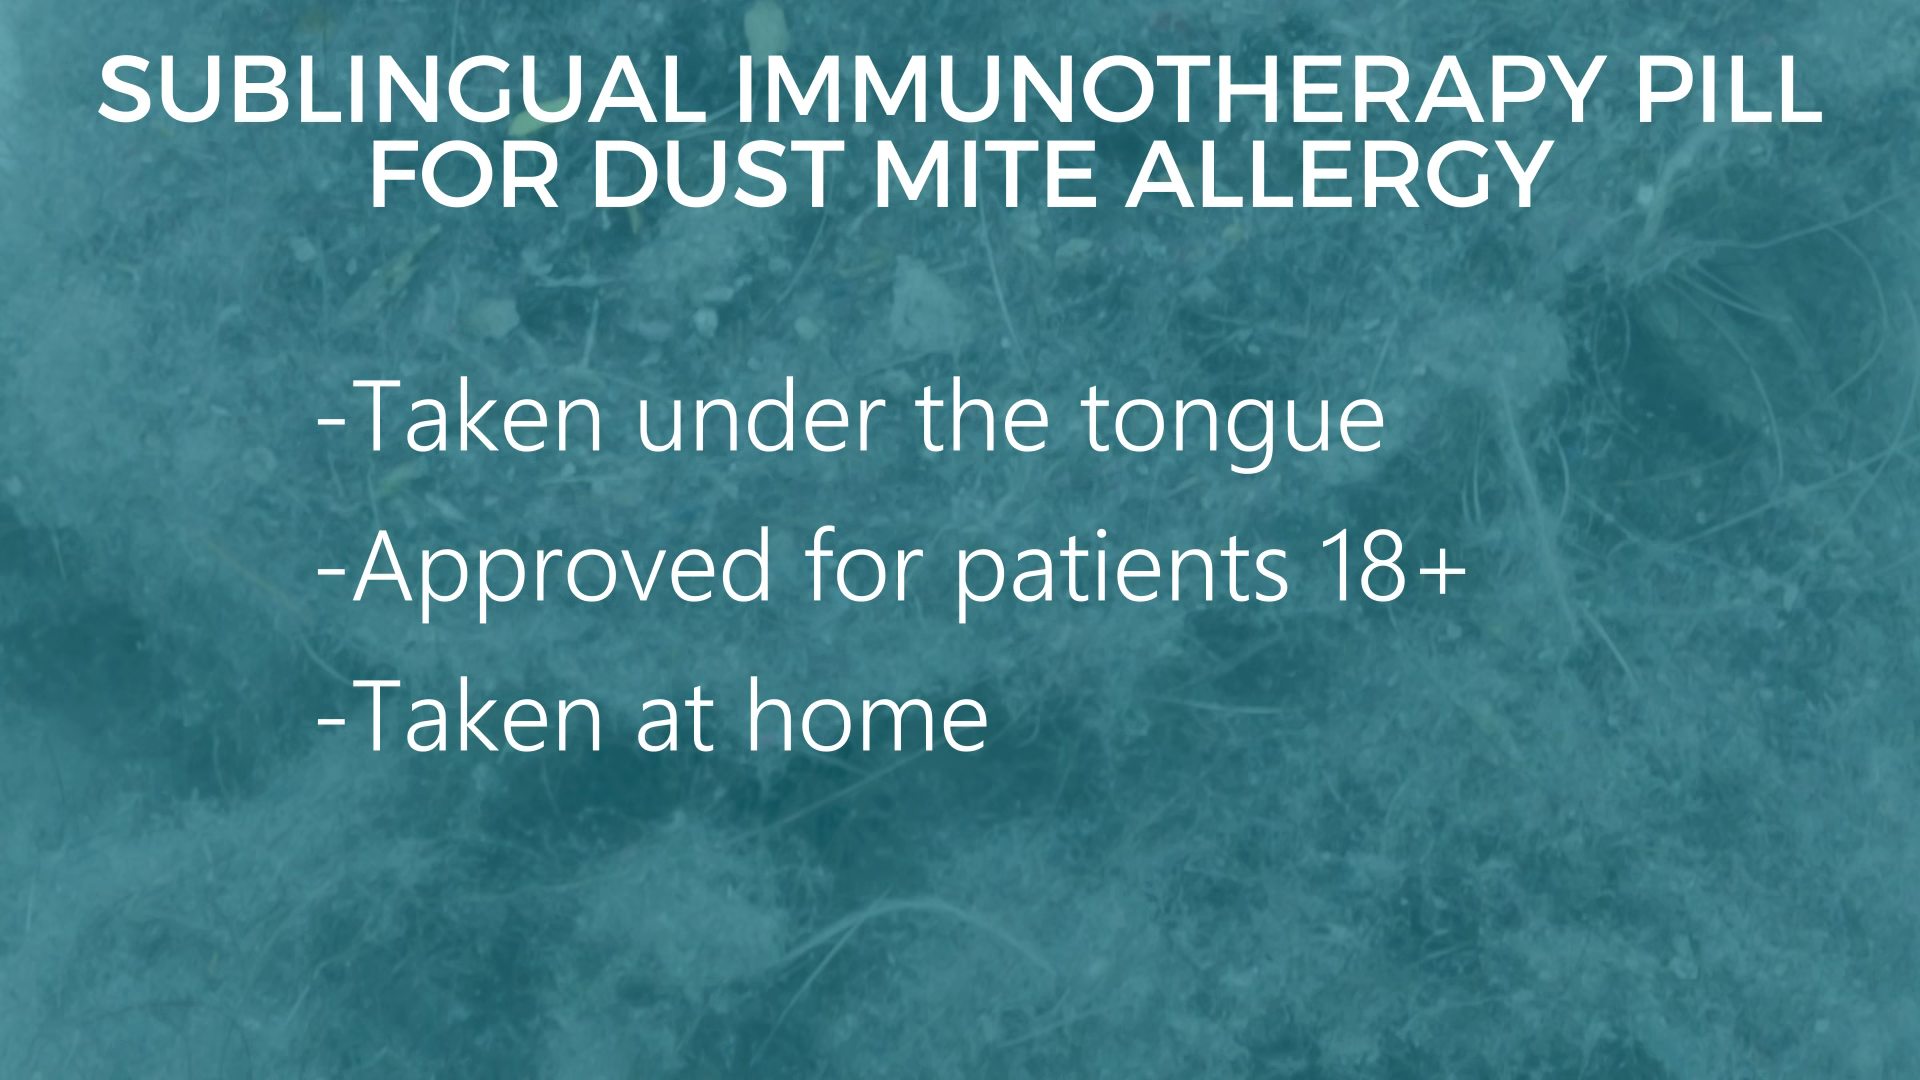 SUBLINGUAL IMMUNOTHERAPY PILL
FOR DUST MITE ALLERGY
-Taken under the tongue
-Approved for patients 18+
-Taken at home